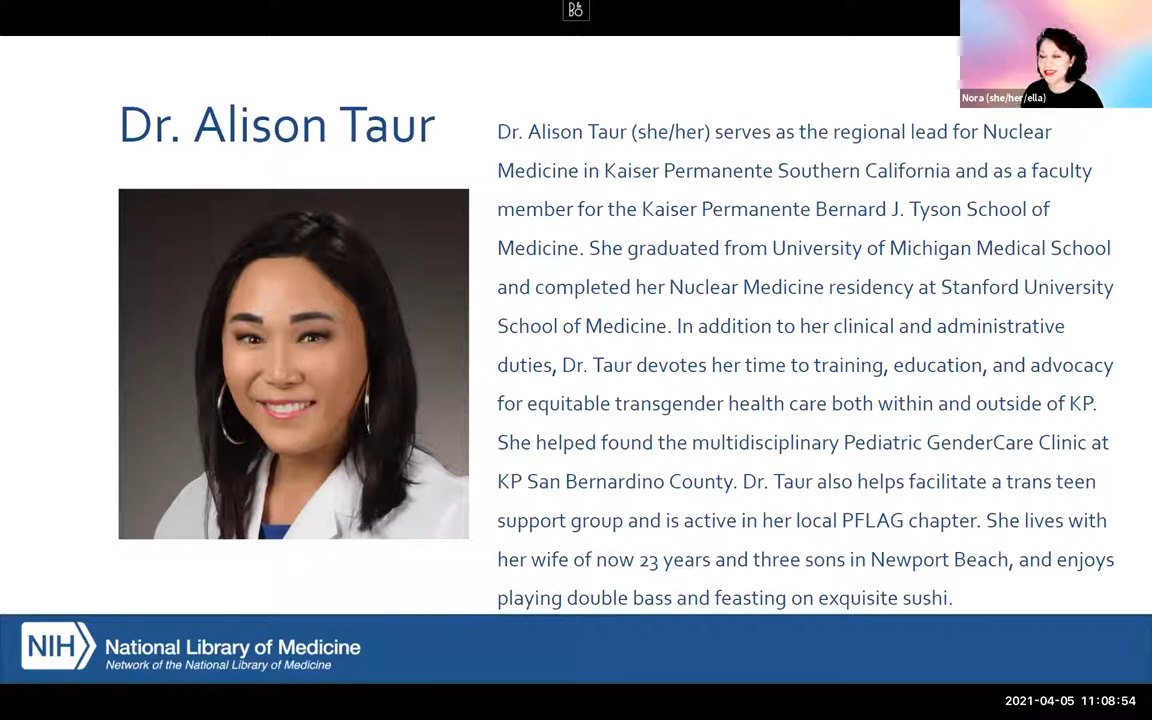 D&
BO
Nora (she/her/ella)
Dr. Alison Taur
Dr. Alison Taur (she/her) serves as the regional lead for Nuclear
Medicine in Kaiser Permanente Southern California and as a faculty
member for the Kaiser Permanente Bernard J. Tyson School of
Medicine. She graduated from University of Michigan Medical School
and completed her Nuclear Medicine residency at Stanford University
School of Medicine. In addition to her clinical and administrative
duties, Dr. Taur devotes her time to training, education, and advocacy
for equitable transgender health care both within and outside of KP.
She helped found the multidisciplinary Pediatric GenderCare Clinic at
KP San Bernardino County. Dr. Taur also helps facilitate a trans teen
support group and is active in her local PFLAG chapter. She lives with
her wife of now 23 years and three sons in Newport Beach, and enjoys
playing double bass and feasting on exquisite sushi.
NIH National Library of Medicine
Network of the National Library of Medicine
2021-04-05 11:08:54